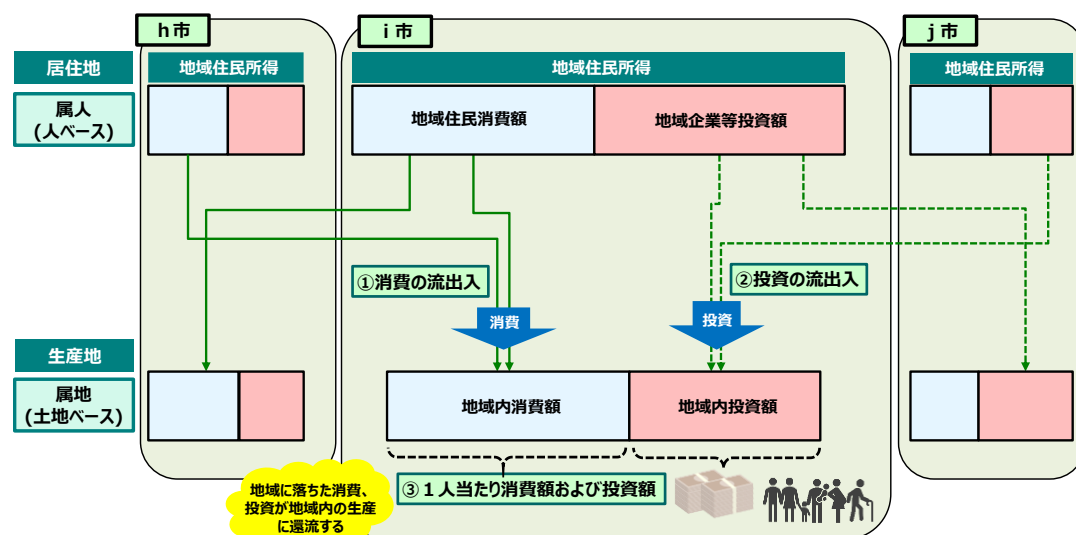 h市
i市
j市
居住地
地域住民所得
地域住民所得
地域住民所得
属人
(人ベース)
地域住民消費額
地域企業等投資額
①消費の流出入
②投資の流出入
消費
投資
生産地
属地
(土地ベース)
地域内消費額
地域内投資額
地域に落ちた消費、
投資が地域内の生産
に還流する
③１人当たり消費額および投資額